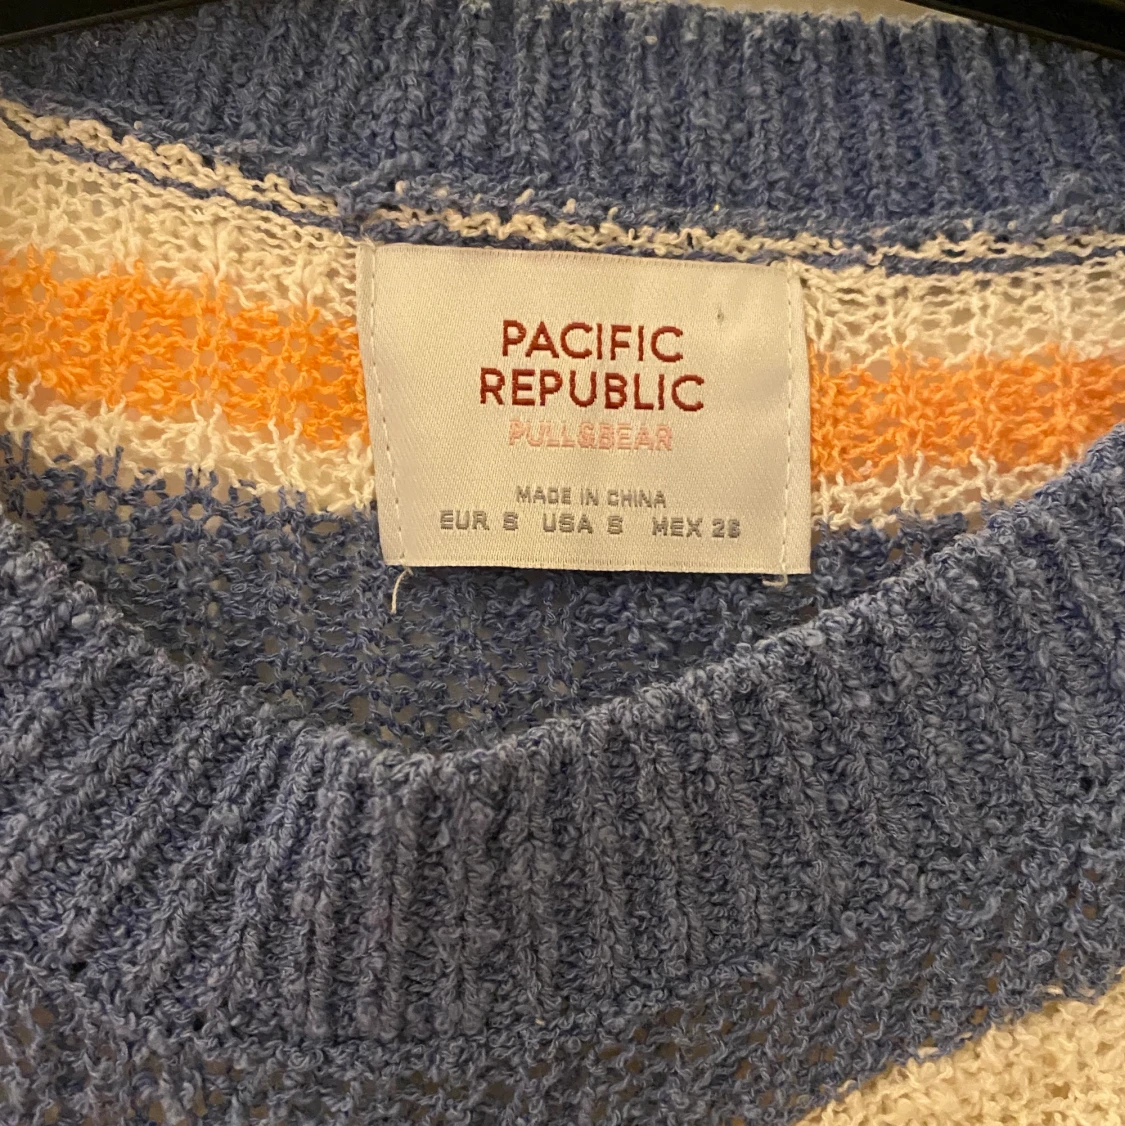 PACIFIC
REPUBLIC
PULL&BEAR
MADE IN CHINA
EUR S USA S MEX 26